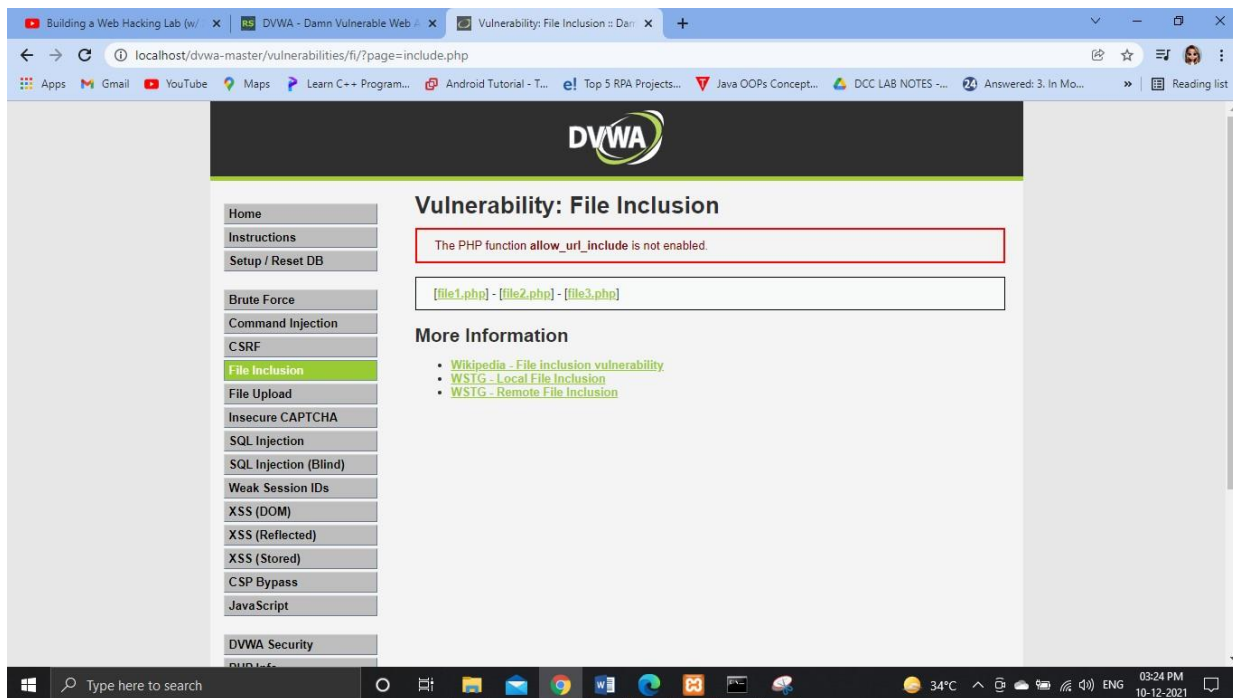 Building a Web Hacking Lab (w/
DVWA - Damn Vulnerable Web A
Vulnerability: File Inclusion :: Dam
localhost/dvwa-master/vulnerabilities/fi/?page=include.php
Apps Gmail YouTube Maps Learn C++ Program... Android Tutorial - T... Top 5 RPA Projects... Java OOPs Concept... DCC LAB NOTES -... Answered: 3. In Mo... » Reading list
DVWA
Home
Instructions
Setup / Reset DB
Brute Force
Command Injection
CSRF
File Inclusion
File Upload
Insecure CAPTCHA
SQL Injection
SQL Injection (Blind)
Weak Session IDs
XSS (DOM)
XSS (Reflected)
XSS (Stored)
CSP Bypass
JavaScript
DVWA Security
PHP Info
Vulnerability: File Inclusion
The PHP function allow_url_include is not enabled.
[file1.php] - [file2.php] - [file3.php]
More Information
• Wikipedia - File inclusion vulnerability
• WSTG - Local File Inclusion
• WSTG - Remote File Inclusion
Type here to search
34°C
ENG
03:24 PM
10-12-2021